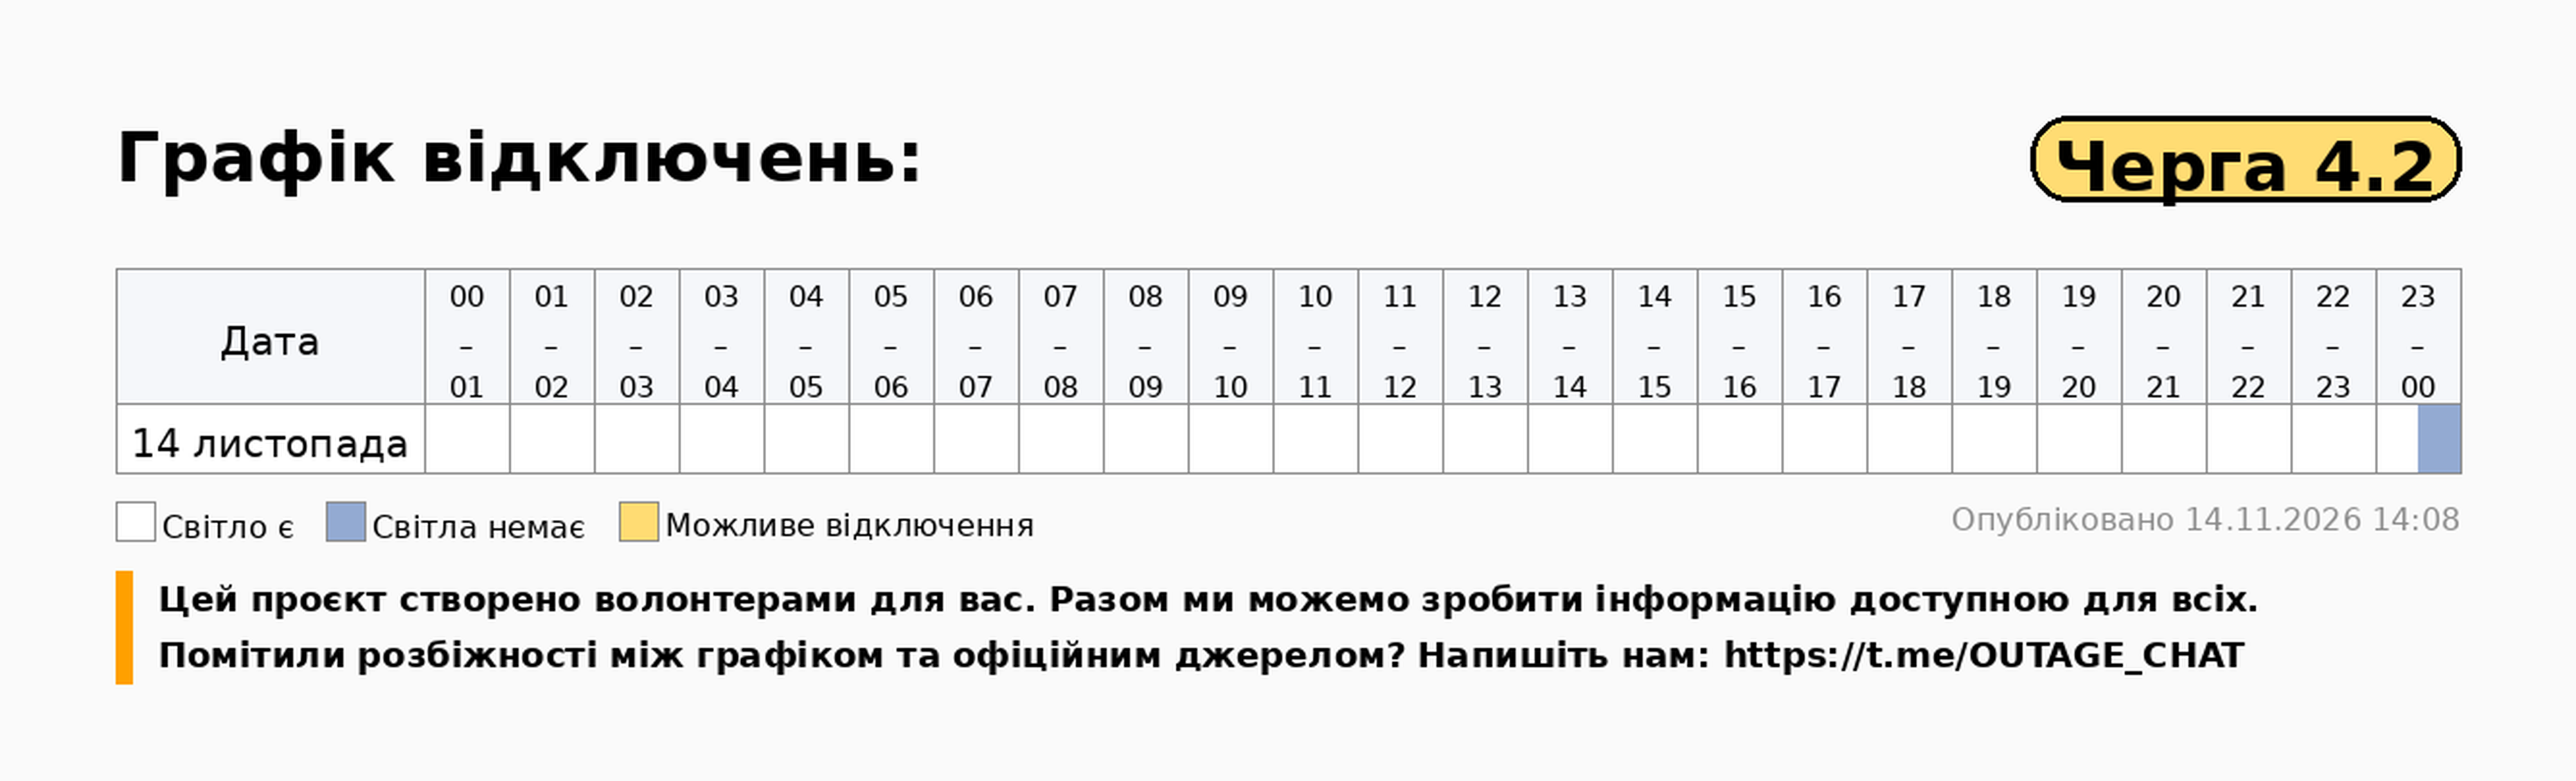 Графік відключень:
Черга 4.2
Дата
00 – 01
01 – 02
02 – 03
03 – 04
04 – 05
05 – 06
06 – 07
07 – 08
08 – 09
09 – 10
10 – 11
11 – 12
12 – 13
13 – 14
14 – 15
15 – 16
16 – 17
17 – 18
18 – 19
19 – 20
20 – 21
21 – 22
22 – 23
23 – 00
14 листопада
Світло є
Світла немає
Можливе відключення
Опубліковано 14.11.2026 14:08
Цей проєкт створено волонтерами для вас. Разом ми можемо зробити інформацію доступною для всіх.
Помітили розбіжності між графіком та офіційним джерелом? Напишіть нам: https://t.me/OUTAGE_CHAT